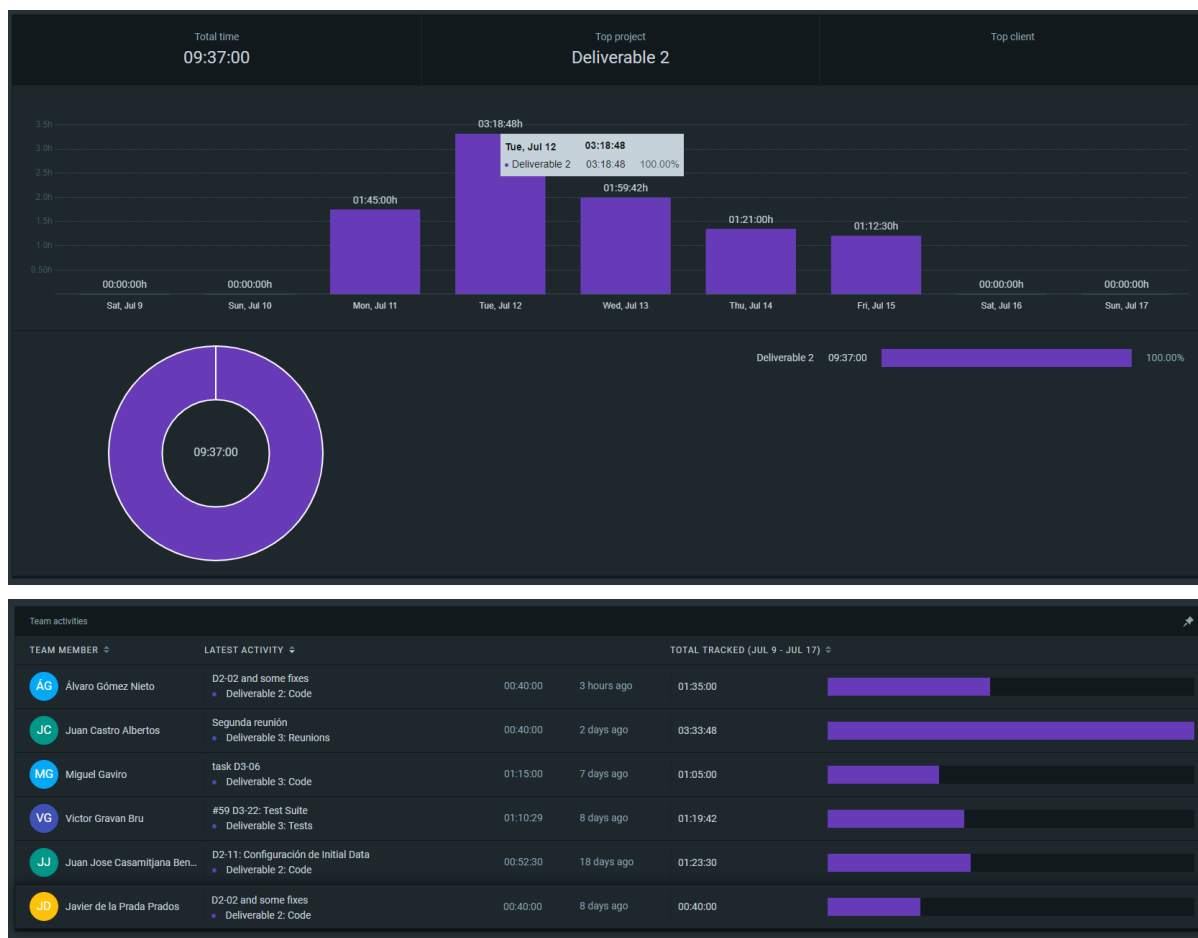 Total time
Top project
Top client
09:37:00
Deliverable 2
3.5h
3.0h
2.5h
2.0h
1.5h
1.0h
0.50h
03:18:48h
Tue, Jul 12 03:18:48
Deliverable 2 03:18:48 100.00%
01:59:42h
01:45:00h
01:21:00h
01:12:30h
00:00:00h
00:00:00h
00:00:00h
00:00:00h
Sat, Jul 9
Sun, Jul 10
Mon, Jul 11
Tue, Jul 12
Wed, Jul 13
Thu, Jul 14
Fri, Jul 15
Sat, Jul 16
Sun, Jul 17
Deliverable 2 09:37:00 100.00%
09:37:00
Team activities
TEAM MEMBER LATEST ACTIVITY TOTAL TRACKED (JUL 9 - JUL 17)
ÁG Álvaro Gómez Nieto
D2-02 and some fixes
Deliverable 2: Code
00:40:00 3 hours ago 01:35:00
JC Juan Castro Albertos
Segunda reunión
Deliverable 3: Reunions
00:40:00 2 days ago 03:33:48
MG Miguel Gaviro
task D3-06
Deliverable 3: Code
01:15:00 7 days ago 01:05:00
VG Victor Gravan Bru
#59 D3-22: Test Suite
Deliverable 3: Tests
01:10:29 8 days ago 01:19:42
JJ Juan Jose Casamitjana Ben...
D2-11: Configuración de Initial Data
Deliverable 2: Code
00:52:30 18 days ago 01:23:30
JD Javier de la Prada Prados
D2-02 and some fixes
Deliverable 2: Code
00:40:00 8 days ago 00:40:00